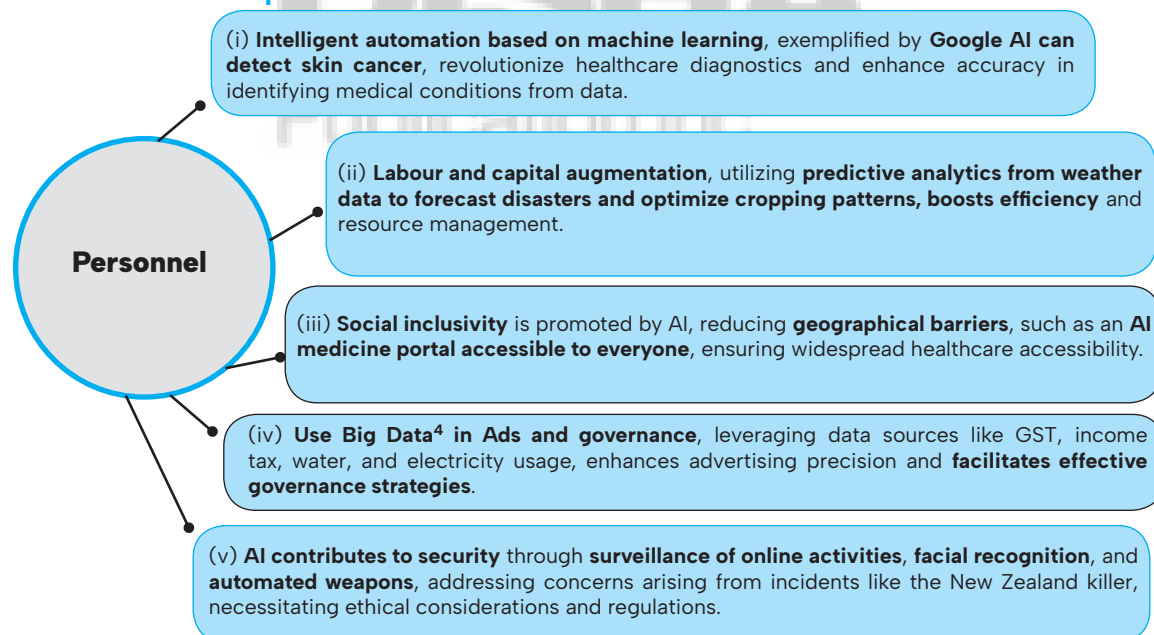 (i) Intelligent automation based on machine learning, exemplified by Google AI can
detect skin cancer, revolutionize healthcare diagnostics and enhance accuracy in
identifying medical conditions from data.
(ii) Labour and capital augmentation, utilizing predictive analytics from weather
data to forecast disasters and optimize cropping patterns, boosts efficiency and
resource management.
Personnel
(iii) Social inclusivity is promoted by AI, reducing geographical barriers, such as an AI
medicine portal accessible to everyone, ensuring widespread healthcare accessibility.
(iv) Use Big Data⁴ in Ads and governance, leveraging data sources like GST, income
tax, water, and electricity usage, enhances advertising precision and facilitates effective
governance strategies.
(v) AI contributes to security through surveillance of online activities, facial recognition, and
automated weapons, addressing concerns arising from incidents like the New Zealand killer,
necessitating ethical considerations and regulations.